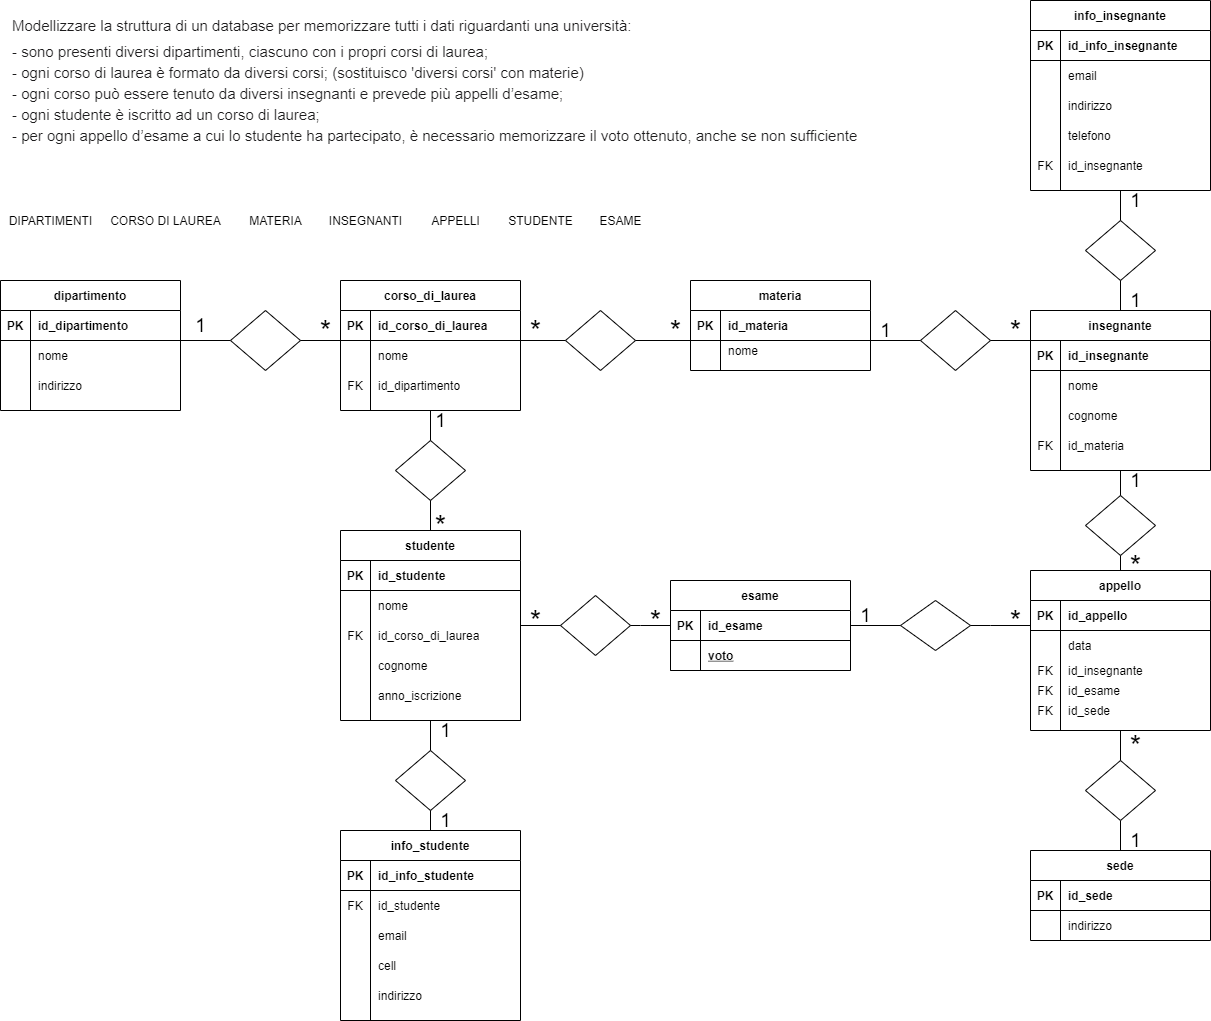 Modellizzare la struttura di un database per memorizzare tutti i dati riguardanti una università:
- sono presenti diversi dipartimenti, ciascuno con i propri corsi di laurea;
- ogni corso di laurea è formato da diversi corsi; (sostituisco 'diversi corsi' con materie)
- ogni corso può essere tenuto da diversi insegnanti e prevede più appelli d'esame;
- ogni studente è iscritto ad un corso di laurea;
- per ogni appello d'esame a cui lo studente ha partecipato, è necessario memorizzare il voto ottenuto, anche se non sufficiente
info_insegnante
PK id_info_insegnante
email
indirizzo
telefono
FK id_insegnante
1
1
DIPARTIMENTI CORSO DI LAUREA MATERIA INSEGNANTI APPELLI STUDENTE ESAME
dipartimento
PK id_dipartimento
nome
indirizzo
1 *
corso_di_laurea
PK id_corso_di_laurea
nome
FK id_dipartimento
* *
materia
PK id_materia
nome
1 *
insegnante
PK id_insegnante
nome
cognome
FK id_materia
1
*
1
*
studente
PK id_studente
nome
FK id_corso_di_laurea
cognome
anno_iscrizione
* *
esame
PK id_esame
voto
1 *
appello
PK id_appello
data
FK id_insegnante
FK id_esame
FK id_sede
1
1
*
1
info_studente
PK id_info_studente
FK id_studente
email
cell
indirizzo
sede
PK id_sede
indirizzo